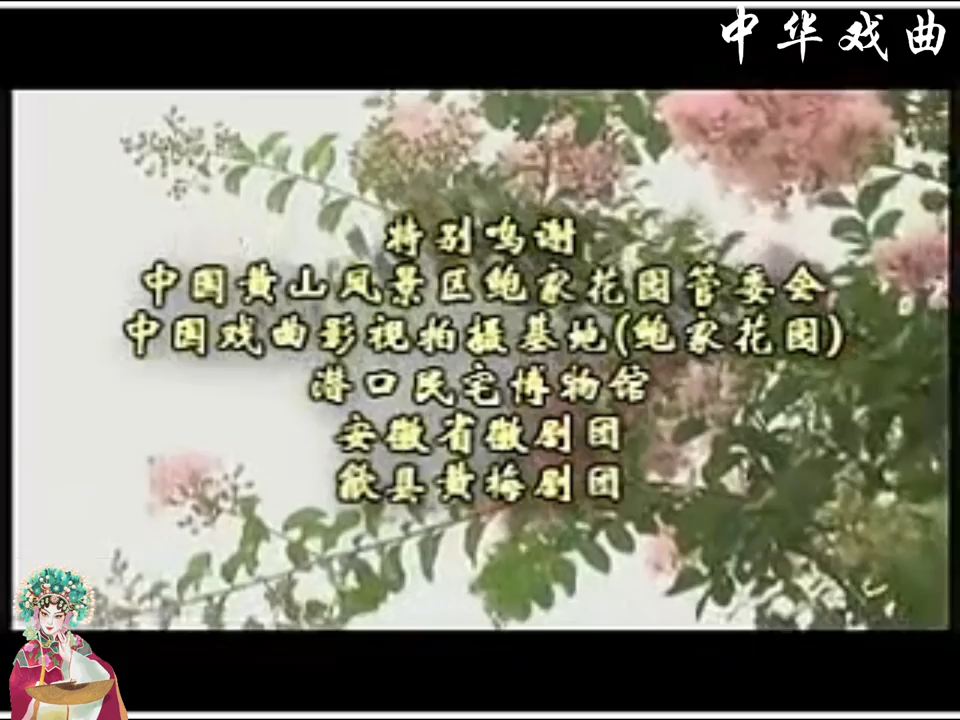 中华戏曲
特别鸣谢
中国黄山风景区鲍家花园管委会
中国戏曲影视拍摄基地(鲍家花园)
潜口民宅博物馆
安徽省徽剧团
歙县黄梅剧团